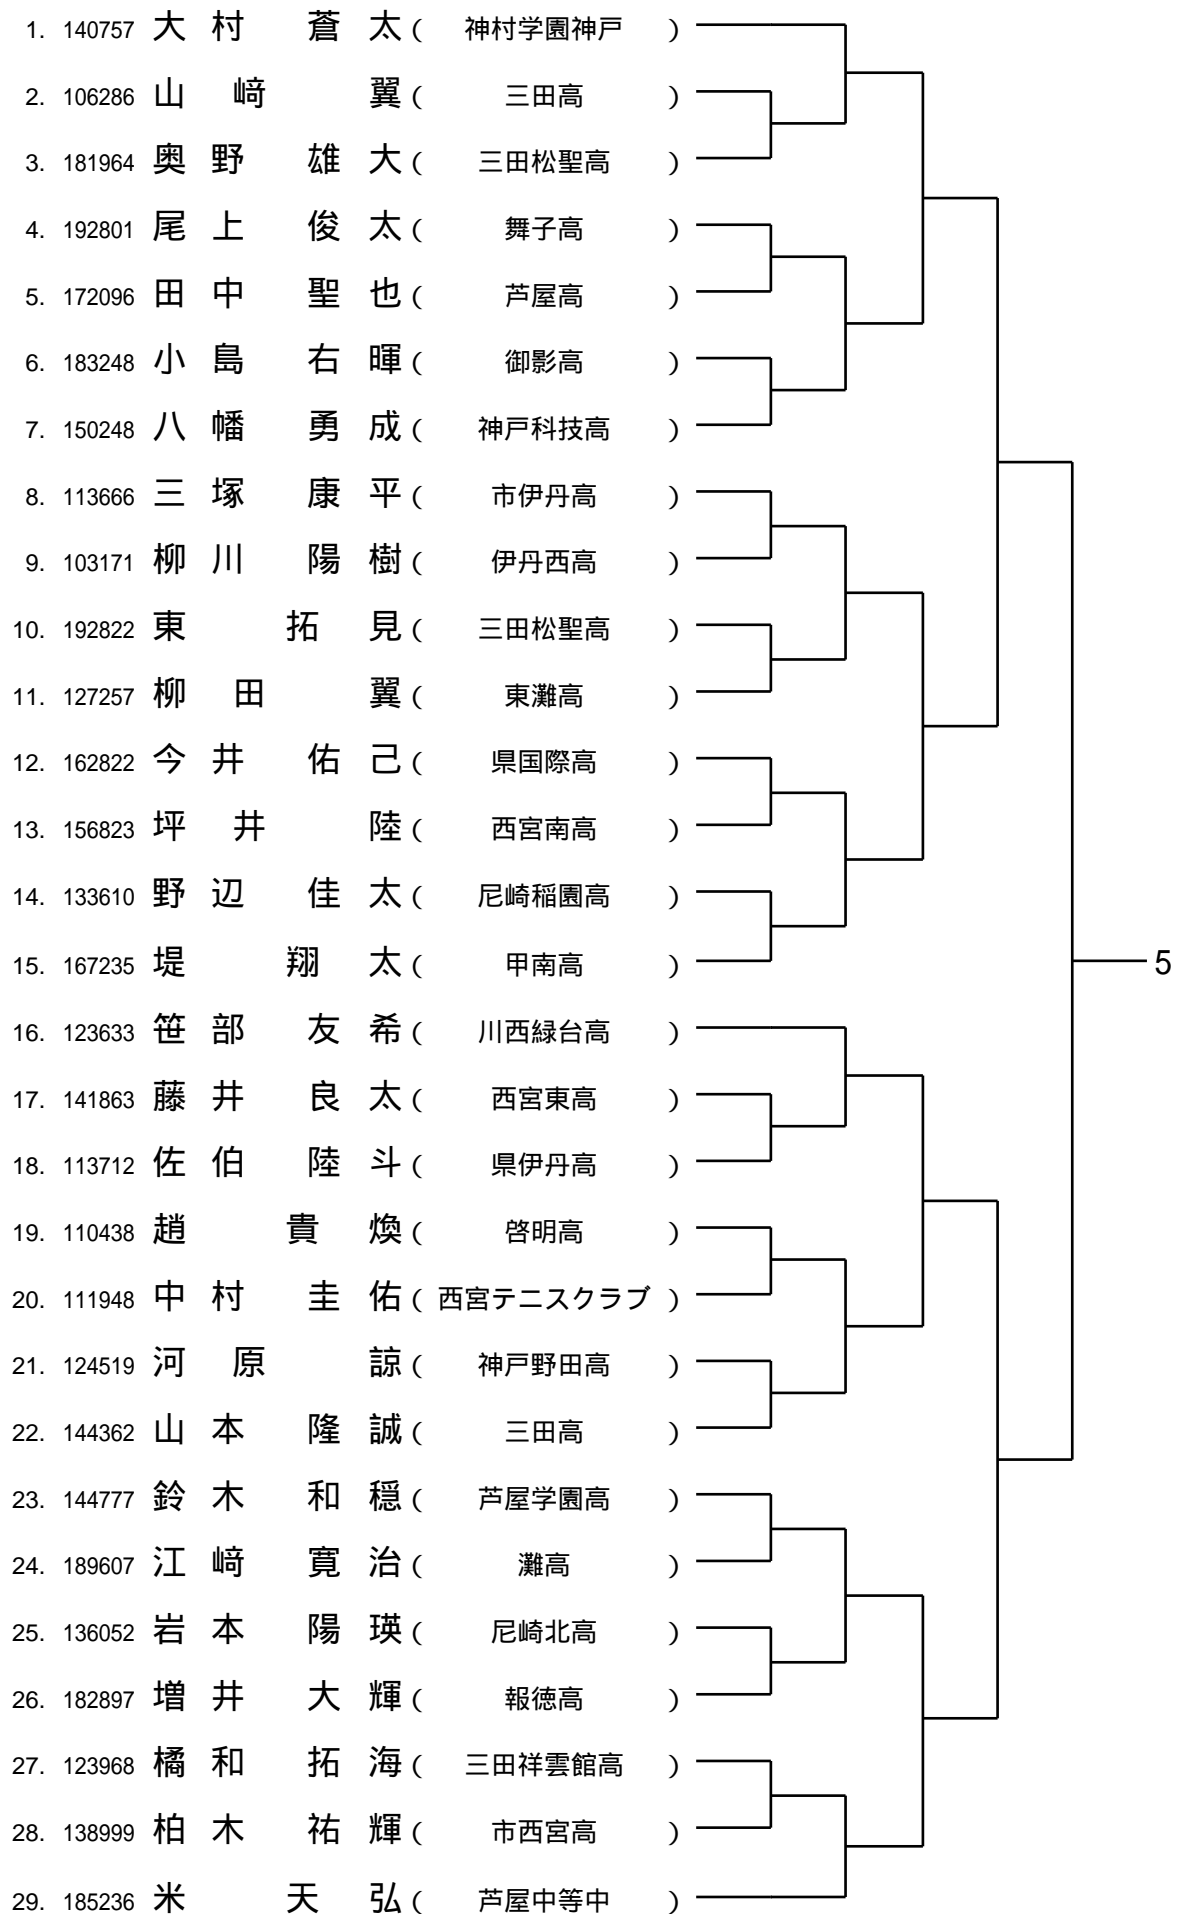 1. 140757 大村 蒼太 ( 神村学園神戸 )
2. 106286 山﨑 翼 ( 三田高 )
3. 181964 奥野 雄大 ( 三田松聖高 )
4. 192801 尾上 俊太 ( 舞子高 )
5. 172096 田中 聖也 ( 芦屋高 )
6. 183248 小島 右暉 ( 御影高 )
7. 150248 八幡 勇成 ( 神戸科技高 )
8. 113666 三塚 康平 ( 市伊丹高 )
9. 103171 柳川 陽樹 ( 伊丹西高 )
10. 192822 東 拓見 ( 三田松聖高 )
11. 127257 柳田 翼 ( 東灘高 )
12. 162822 今井 佑己 ( 県国際高 )
13. 156823 坪井 陸 ( 西宮南高 )
14. 133610 野辺 佳太 ( 尼崎稲園高 )
15. 167235 堤 翔太 ( 甲南高 )
5
16. 123633 笹部 友希 ( 川西緑台高 )
17. 141863 藤井 良太 ( 西宮東高 )
18. 113712 佐伯 陸斗 ( 県伊丹高 )
19. 110438 趙 貴煥 ( 啓明高 )
20. 111948 中村 圭佑 ( 西宮テニスクラブ )
21. 124519 河原 諒 ( 神戸野田高 )
22. 144362 山本 隆誠 ( 三田高 )
23. 144777 鈴木 和穏 ( 芦屋学園高 )
24. 189607 江﨑 寛治 ( 灘高 )
25. 136052 岩本 陽瑛 ( 尼崎北高 )
26. 182897 増井 大輝 ( 報徳高 )
27. 123968 橘和 拓海 ( 三田祥雲館高 )
28. 138999 柏木 祐輝 ( 市西宮高 )
29. 185236 米 天弘 ( 芦屋中等中 )